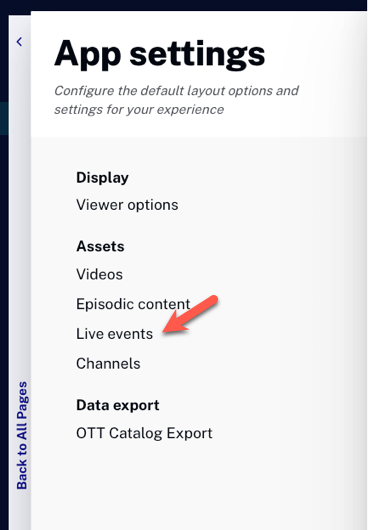 App settings
Configure the default layout options and
settings for your experience
Display
Viewer options
Assets
Videos
Episodic content
Live events
Channels
Data export
OTT Catalog Export
Back to All Pages